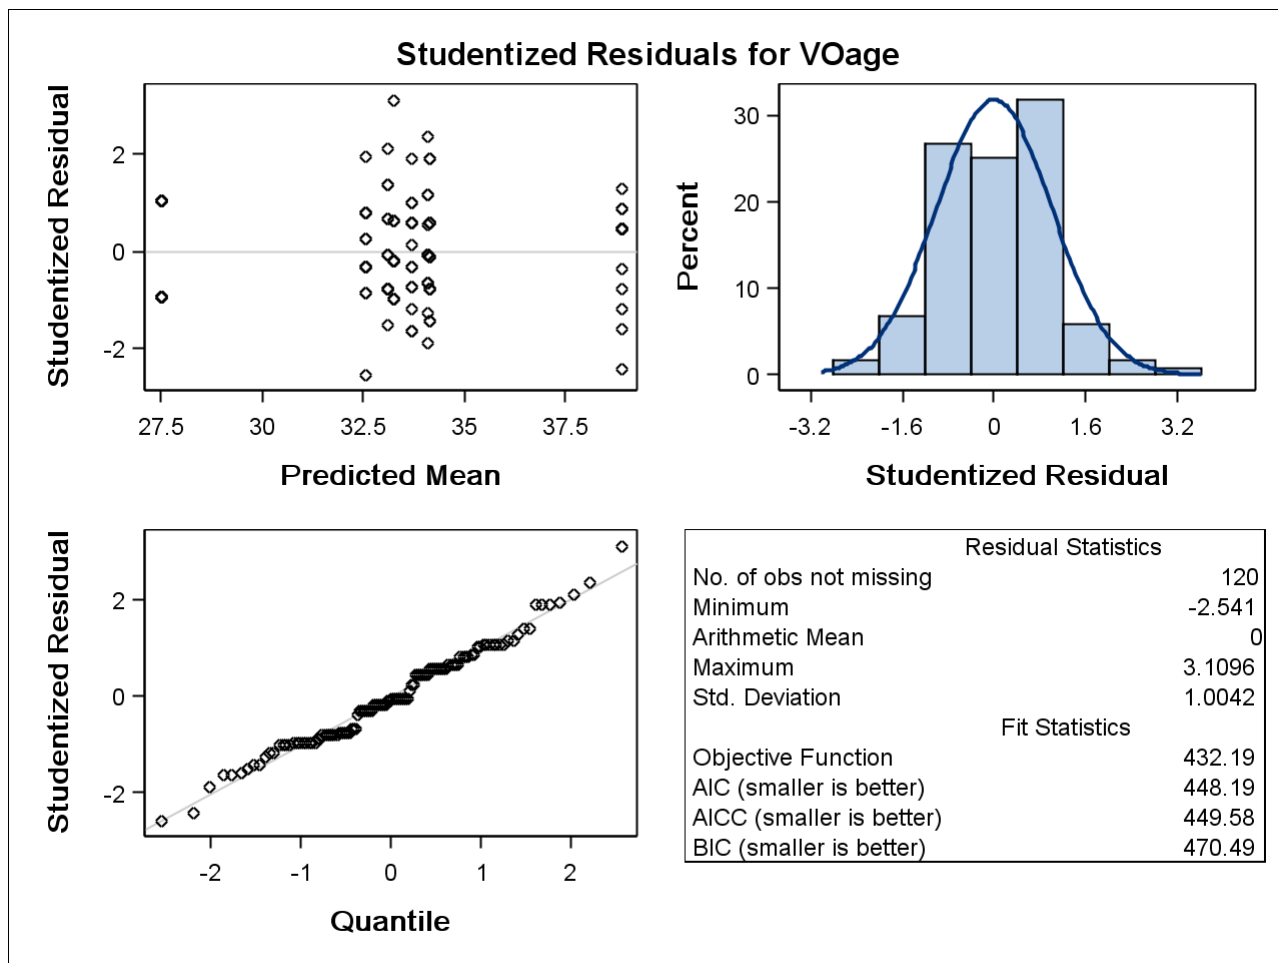 Studentized Residuals for VOage
Studentized Residual
2
0
-2
27.5 30 32.5 35 37.5
Predicted Mean
Percent
30
20
10
0
-3.2 -1.6 0 1.6 3.2
Studentized Residual
Studentized Residual
2
0
-2
-2 -1 0 1 2
Quantile
Residual Statistics
No. of obs not missing 120
Minimum -2.541
Arithmetic Mean 0
Maximum 3.1096
Std. Deviation 1.0042
Fit Statistics
Objective Function 432.19
AIC (smaller is better) 448.19
AICC (smaller is better) 449.58
BIC (smaller is better) 470.49